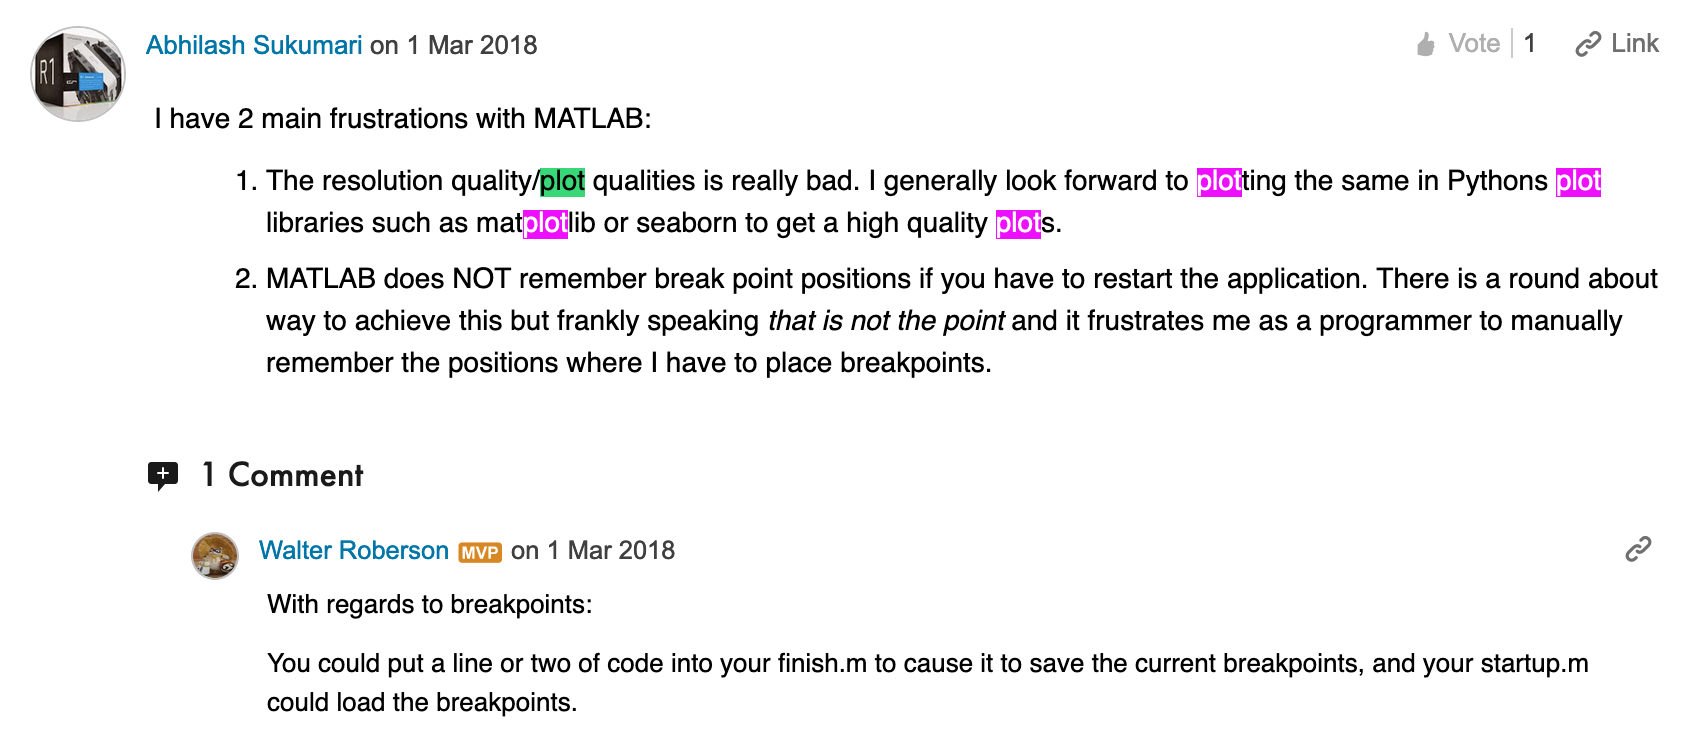 R1
Abhilash Sukumari on 1 Mar 2018
Vote 1 Link
I have 2 main frustrations with MATLAB:
1. The resolution quality/plot qualities is really bad. I generally look forward to plotting the same in Pythons plot
libraries such as matplotlib or seaborn to get a high quality plots.
2. MATLAB does NOT remember break point positions if you have to restart the application. There is a round about
way to achieve this but frankly speaking that is not the point and it frustrates me as a programmer to manually
remember the positions where I have to place breakpoints.
1 Comment
Walter Roberson MVP on 1 Mar 2018
With regards to breakpoints:
You could put a line or two of code into your finish.m to cause it to save the current breakpoints, and your startup.m
could load the breakpoints.